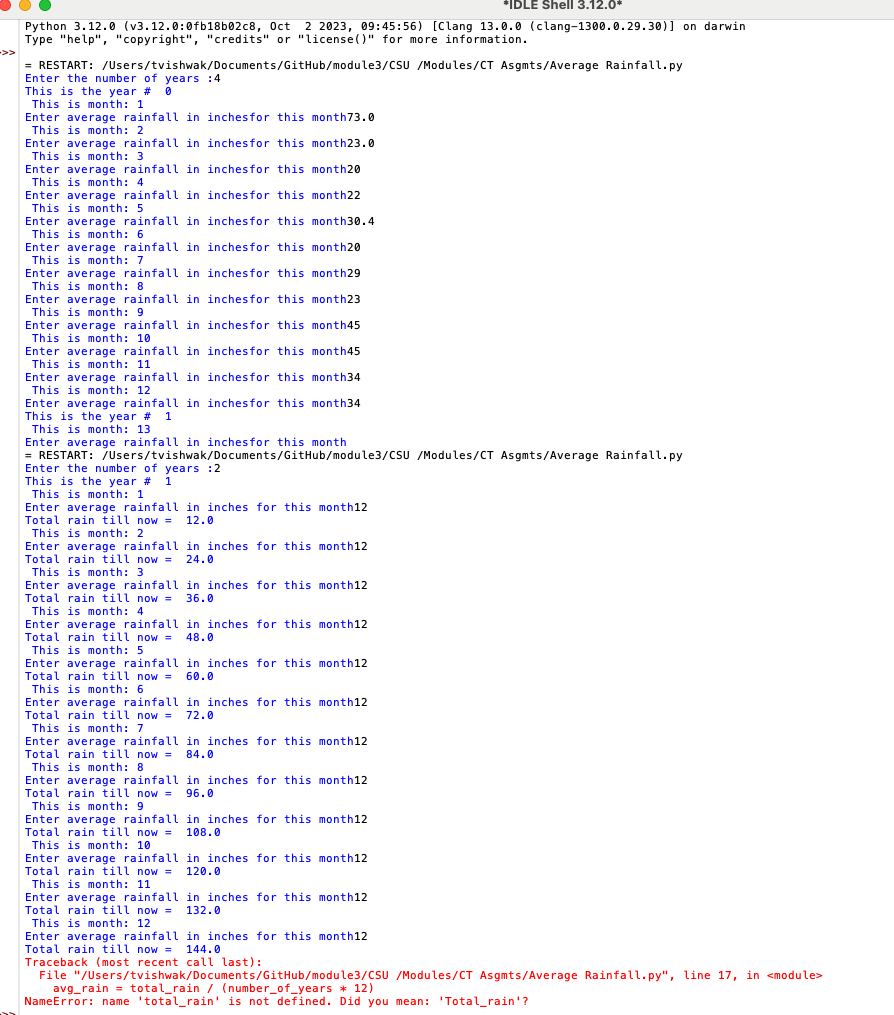 *IDLE Shell 3.12.0*
Python 3.12.0 (v3.12.0:0fb18b02c8, Oct  2 2023, 09:45:56) [Clang 13.0.0 (clang-1300.0.29.30)] on darwin
Type "help", "copyright", "credits" or "license()" for more information.
>>>
= RESTART: /Users/tvishwak/Documents/GitHub/module3/CSU /Modules/CT Asgmts/Average Rainfall.py
Enter the number of years :4
This is the year #  0
 This is month: 1
Enter average rainfall in inchesfor this month73.0
 This is month: 2
Enter average rainfall in inchesfor this month23.0
 This is month: 3
Enter average rainfall in inchesfor this month20
 This is month: 4
Enter average rainfall in inchesfor this month22
 This is month: 5
Enter average rainfall in inchesfor this month30.4
 This is month: 6
Enter average rainfall in inchesfor this month20
 This is month: 7
Enter average rainfall in inchesfor this month29
 This is month: 8
Enter average rainfall in inchesfor this month23
 This is month: 9
Enter average rainfall in inchesfor this month45
 This is month: 10
Enter average rainfall in inchesfor this month45
 This is month: 11
Enter average rainfall in inchesfor this month34
 This is month: 12
Enter average rainfall in inchesfor this month34
This is the year #  1
 This is month: 13
Enter average rainfall in inchesfor this month
= RESTART: /Users/tvishwak/Documents/GitHub/module3/CSU /Modules/CT Asgmts/Average Rainfall.py
Enter the number of years :2
This is the year #  1
 This is month: 1
Enter average rainfall in inches for this month12
Total rain till now =  12.0
 This is month: 2
Enter average rainfall in inches for this month12
Total rain till now =  24.0
 This is month: 3
Enter average rainfall in inches for this month12
Total rain till now =  36.0
 This is month: 4
Enter average rainfall in inches for this month12
Total rain till now =  48.0
 This is month: 5
Enter average rainfall in inches for this month12
Total rain till now =  60.0
 This is month: 6
Enter average rainfall in inches for this month12
Total rain till now =  72.0
 This is month: 7
Enter average rainfall in inches for this month12
Total rain till now =  84.0
 This is month: 8
Enter average rainfall in inches for this month12
Total rain till now =  96.0
 This is month: 9
Enter average rainfall in inches for this month12
Total rain till now =  108.0
 This is month: 10
Enter average rainfall in inches for this month12
Total rain till now =  120.0
 This is month: 11
Enter average rainfall in inches for this month12
Total rain till now =  132.0
 This is month: 12
Enter average rainfall in inches for this month12
Total rain till now =  144.0
Traceback (most recent call last):
  File "/Users/tvishwak/Documents/GitHub/module3/CSU /Modules/CT Asgmts/Average Rainfall.py", line 17, in <module>
    avg_rain = total_rain / (number_of_years * 12)
NameError: name 'total_rain' is not defined. Did you mean: 'Total_rain'?
>>>